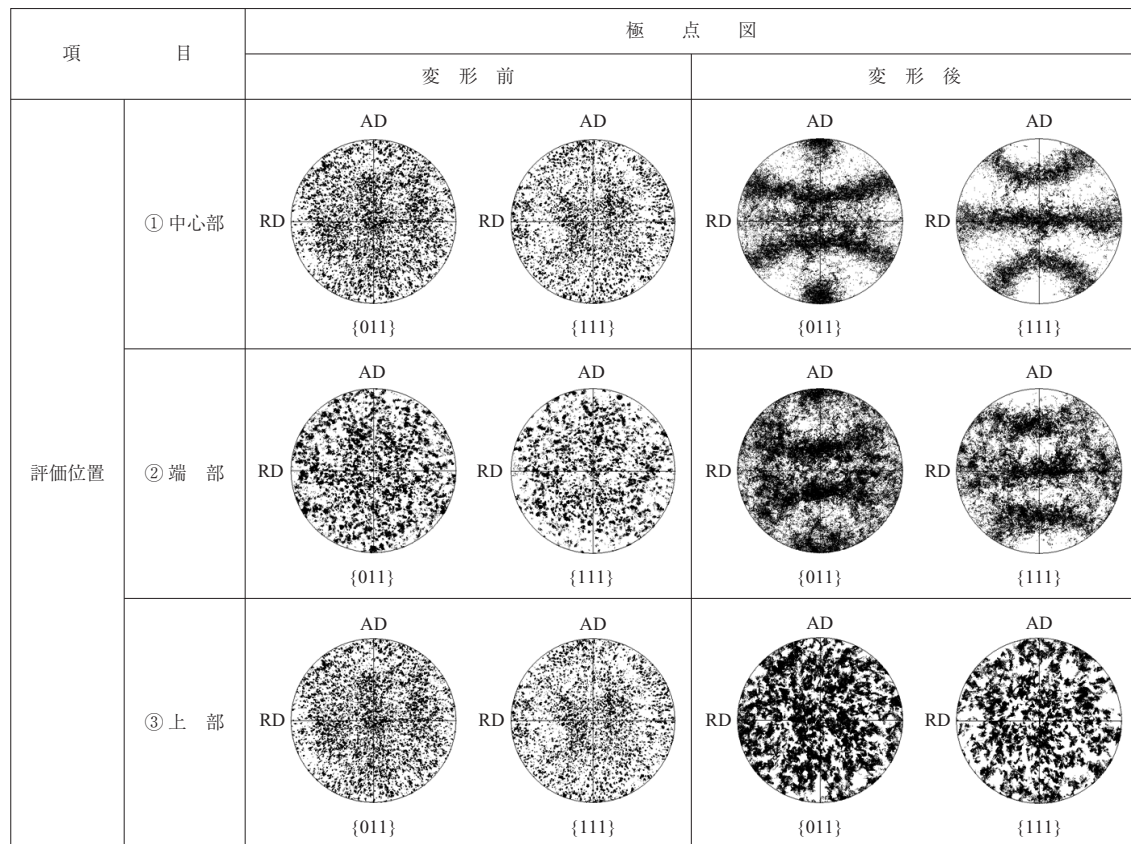 項 目
極 点 図
変 形 前
変 形 後
評価位置
① 中心部
AD
RD
{011}
AD
RD
{111}
AD
RD
{011}
AD
RD
{111}
② 端 部
AD
RD
{011}
AD
RD
{111}
AD
RD
{011}
AD
RD
{111}
③ 上 部
AD
RD
{011}
AD
RD
{111}
AD
RD
{011}
AD
RD
{111}